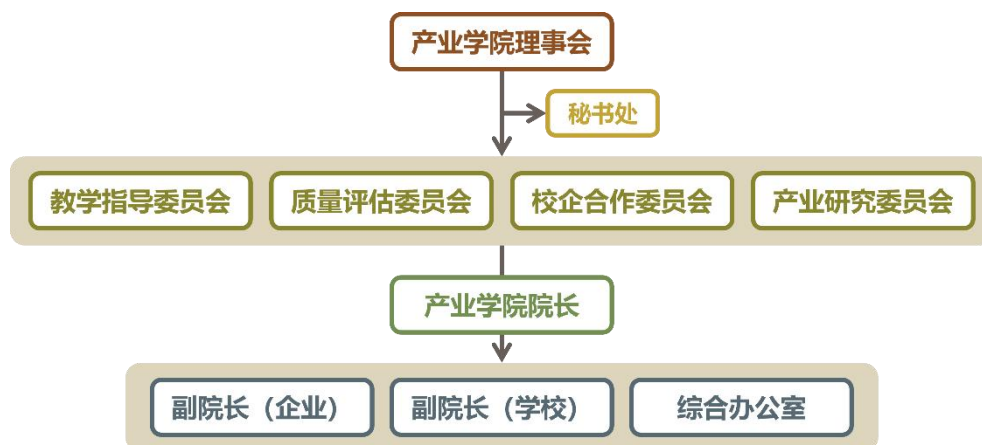 产业学院理事会
秘书处
教学指导委员会
质量评估委员会
校企合作委员会
产业研究委员会
产业学院院长
副院长（企业）
副院长（学校）
综合办公室